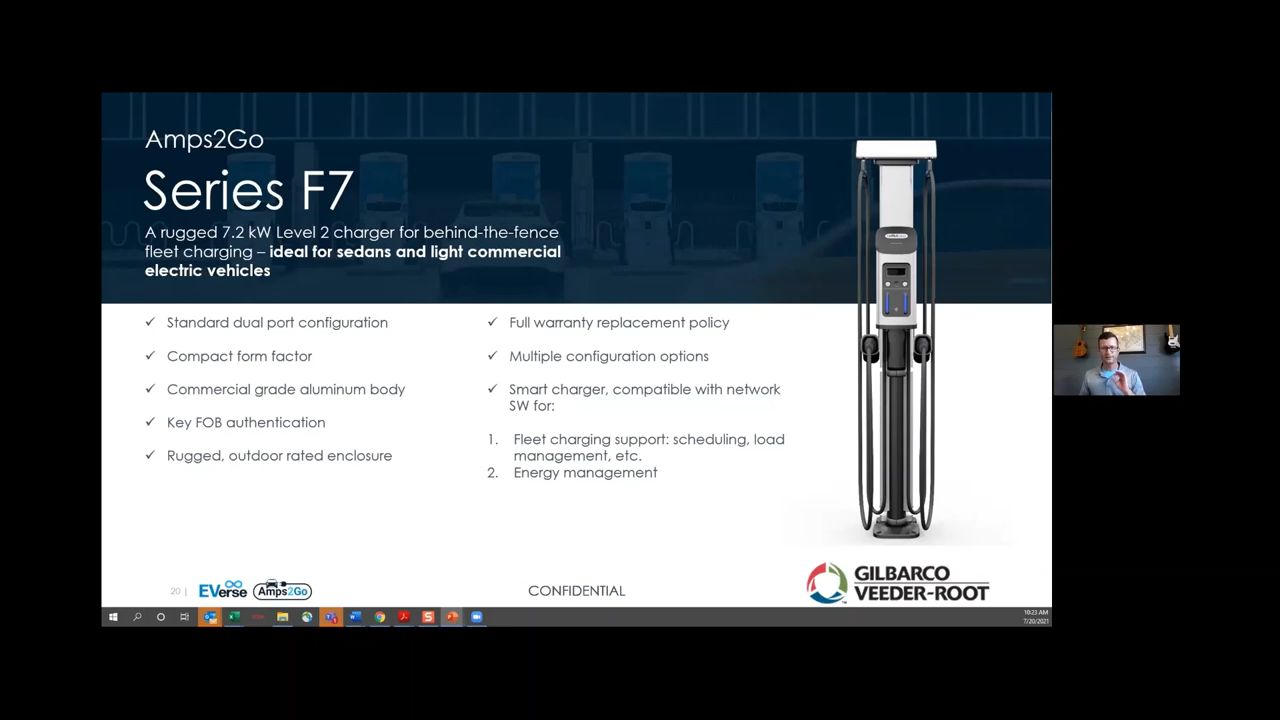 Amps2Go
Series F7
A rugged 7.2 kW Level 2 charger for behind-the-fence
fleet charging – ideal for sedans and light commercial
electric vehicles
✓ Standard dual port configuration
✓ Compact form factor
✓ Commercial grade aluminum body
✓ Key FOB authentication
✓ Rugged, outdoor rated enclosure
✓ Full warranty replacement policy
✓ Multiple configuration options
✓ Smart charger, compatible with network
SW for:
1. Fleet charging support: scheduling, load
management, etc.
2. Energy management
20 |
EVerse
Amps2Go
CONFIDENTIAL
GILBARCO
VEEDER-ROOT
10:23 AM
7/20/2021